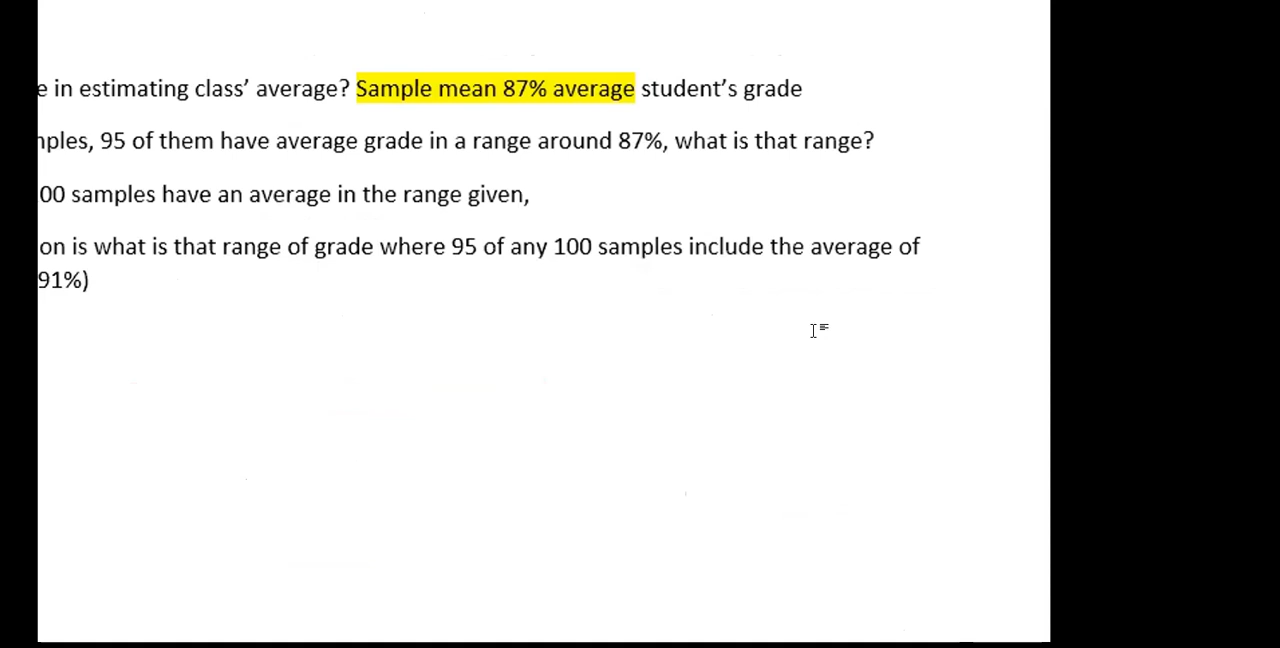 e in estimating class’ average? Sample mean 87% average student’s grade
ples, 95 of them have average grade in a range around 87%, what is that range?
00 samples have an average in the range given,
on is what is that range of grade where 95 of any 100 samples include the average of
91%)